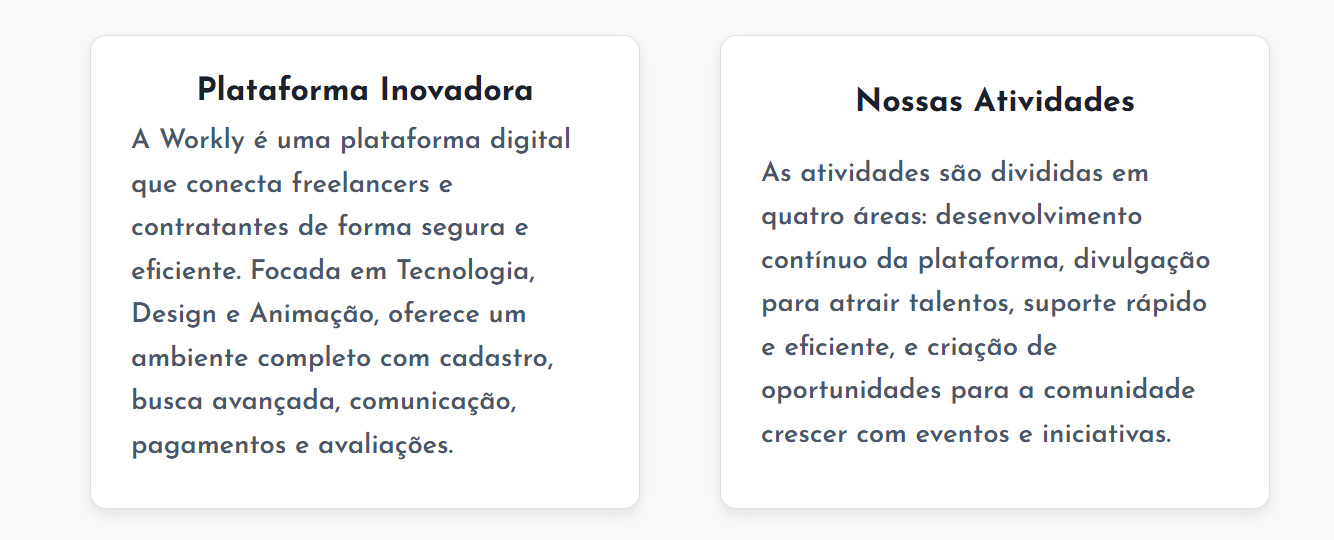 Plataforma Inovadora
A Workly é uma plataforma digital
que conecta freelancers e
contratantes de forma segura e
eficiente. Focada em Tecnologia,
Design e Animação, oferece um
ambiente completo com cadastro,
busca avançada, comunicação,
pagamentos e avaliações.
Nossas Atividades
As atividades são divididas em
quatro áreas: desenvolvimento
contínuo da plataforma, divulgação
para atrair talentos, suporte rápido
e eficiente, e criação de
oportunidades para a comunidade
crescer com eventos e iniciativas.